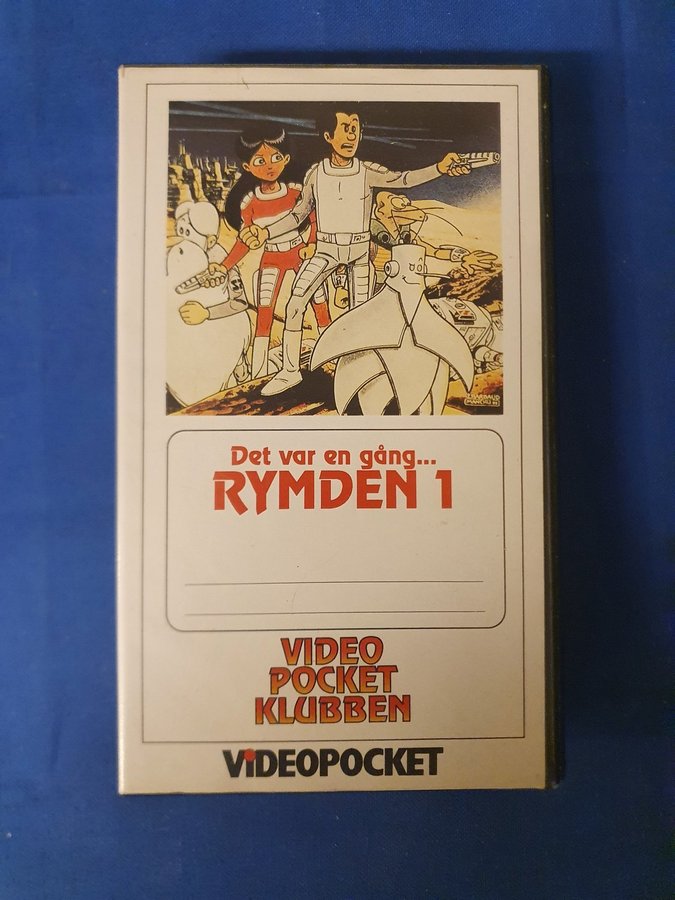 Det var en gång...
RYMDEN 1
VIDEO
POCKET
KLUBBEN
VIDEOPOCKET